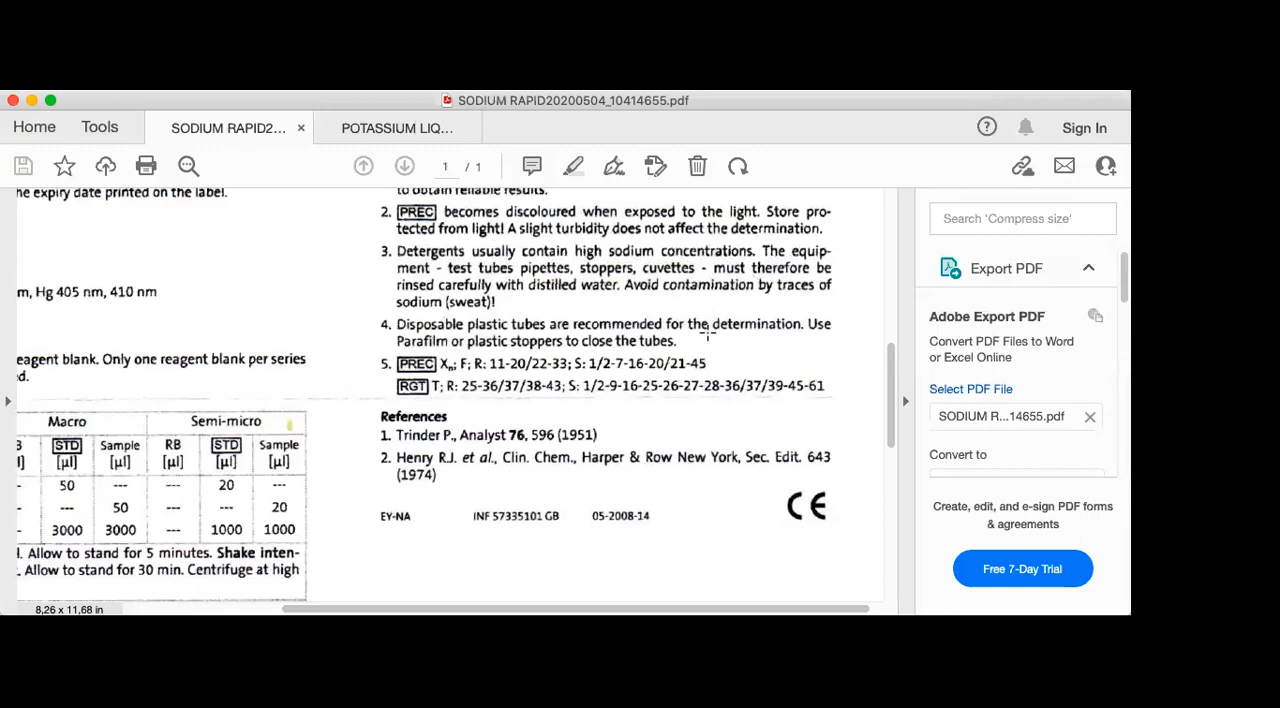 SODIUM RAPID20200504_10414655.pdf
Home Tools SODIUM RAPID2... × POTASSIUM LIQ... Sign In
1 / 1
he expiry date printed on the label.
m, Hg 405 nm, 410 nm
eagent blank. Only one reagent blank per series
d.
Macro Semi-micro
STD Sample RB STD Sample
[µl] [µl] [µl] [µl] [µl]
50 --- --- 20 ---
--- 50 --- --- 20
3000 3000 --- 1000 1000
. Allow to stand for 5 minutes. Shake inten-
. Allow to stand for 30 min. Centrifuge at high
8,26 x 11,68 in
to obtain reliable results.
2. PREC becomes discoloured when exposed to the light. Store pro-
tected from light! A slight turbidity does not affect the determination.
3. Detergents usually contain high sodium concentrations. The equip-
ment - test tubes pipettes, stoppers, cuvettes - must therefore be
rinsed carefully with distilled water. Avoid contamination by traces of
sodium (sweat)!
4. Disposable plastic tubes are recommended for the determination. Use
Parafilm or plastic stoppers to close the tubes.
5. PREC Xn; F; R: 11-20/22-33; S: 1/2-7-16-20/21-45
RGT T; R: 25-36/37/38-43; S: 1/2-9-16-25-26-27-28-36/37/39-45-61
References
1. Trinder P., Analyst 76, 596 (1951)
2. Henry R.J. et al., Clin. Chem., Harper & Row New York, Sec. Edit. 643
(1974)
EY-NA INF 57335101 GB 05-2008-14
CE
Search 'Compress size'
Export PDF
Adobe Export PDF
Convert PDF Files to Word
or Excel Online
Select PDF File
SODIUM R...14655.pdf
Convert to
Create, edit, and e-sign PDF forms
& agreements
Free 7-Day Trial